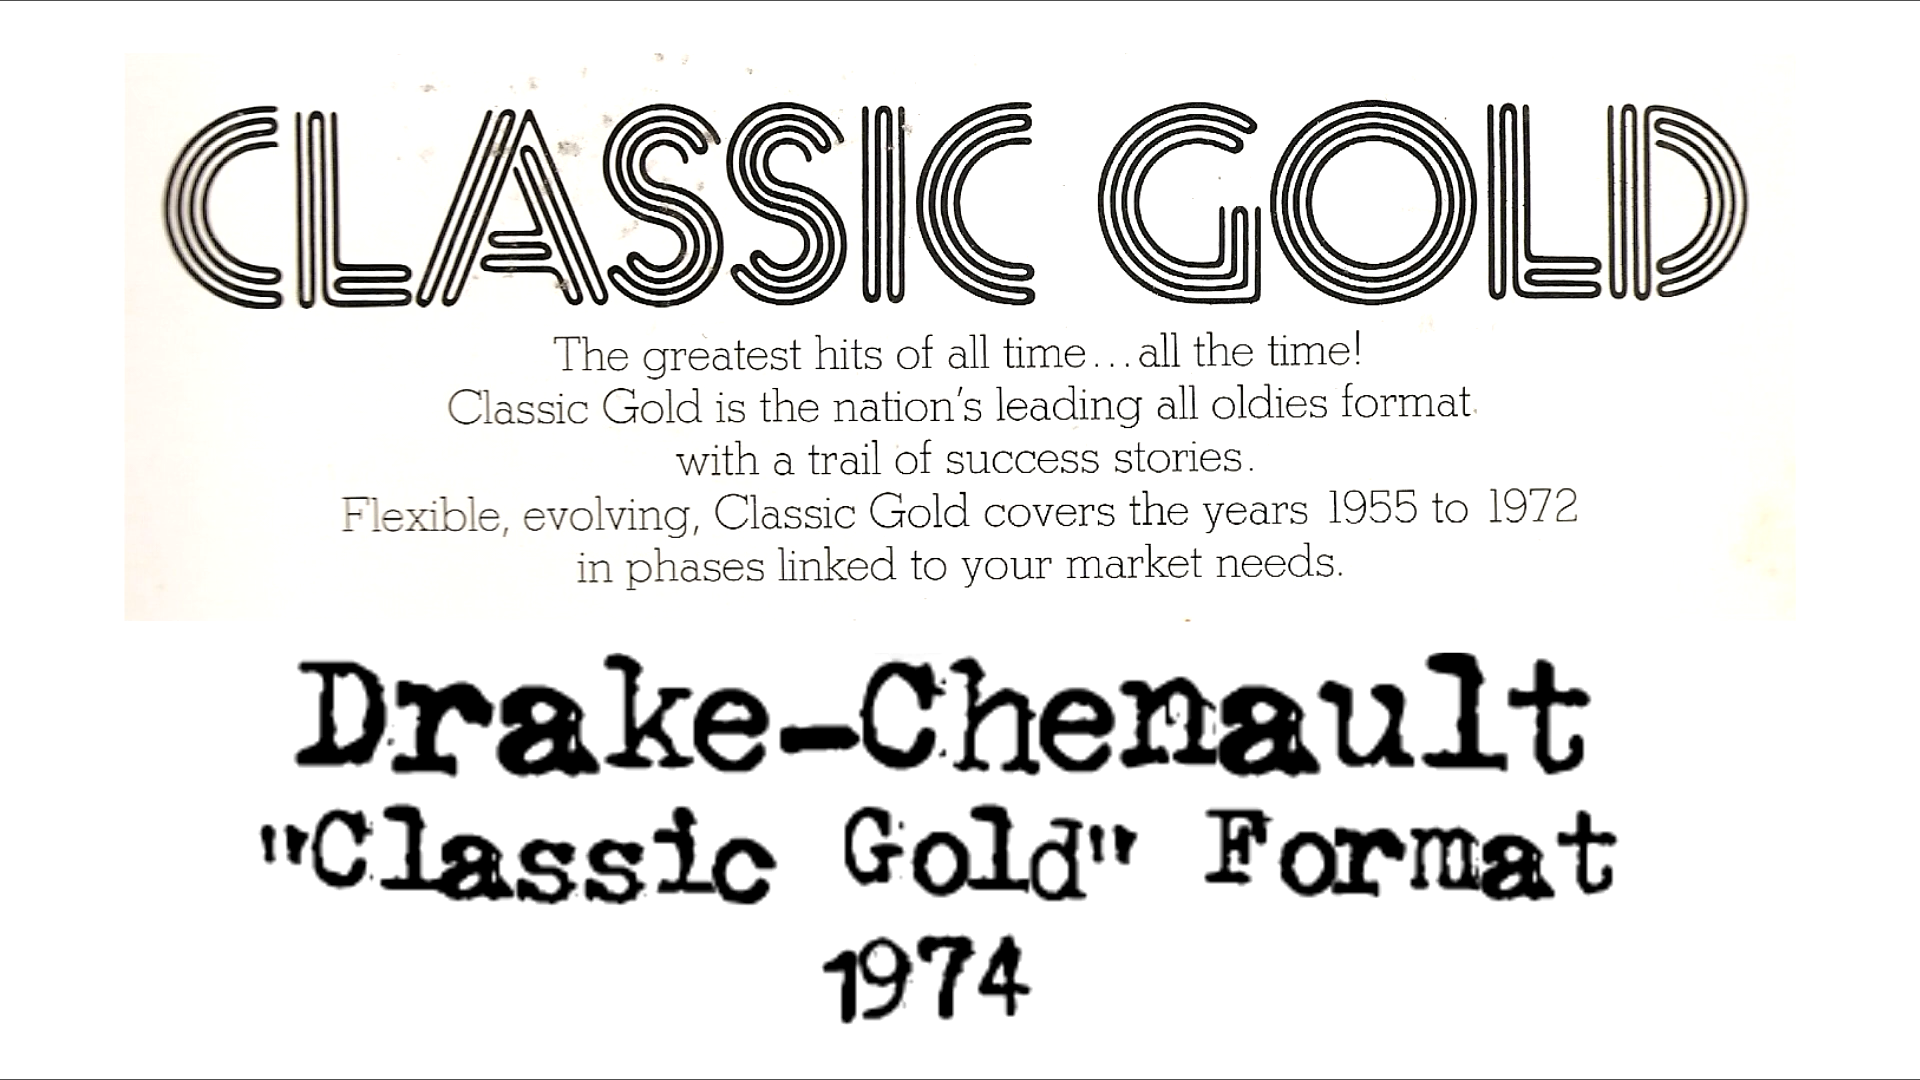 CLASSIC GOLD
The greatest hits of all time...all the time!
Classic Gold is the nation's leading all oldies format
with a trail of success stories.
Flexible, evolving, Classic Gold covers the years 1955 to 1972
in phases linked to your market needs.
Drake-Chenault
"Classic Gold" Format
1974